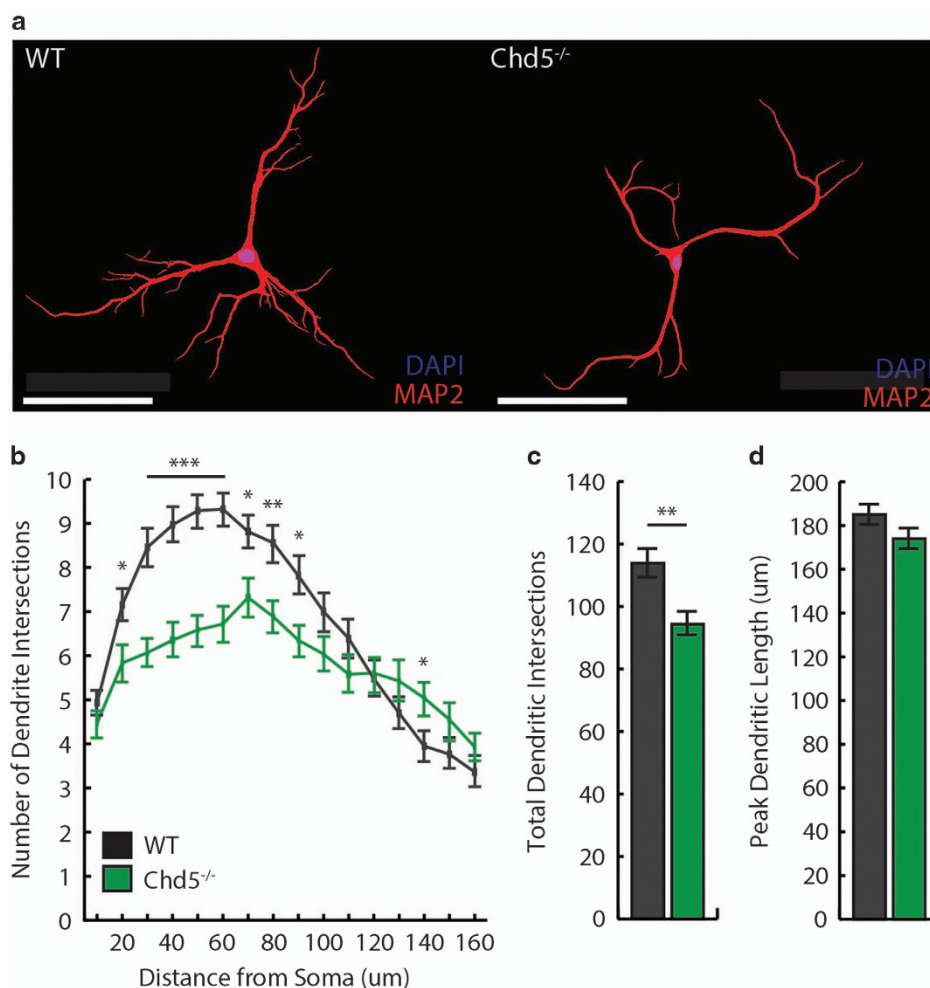 a
WT
Chd5-/-
DAPI
MAP2
DAPI
MAP2
b
Number of Dendrite Intersections
10
9
8
7
6
5
4
3
2
1
0
*
***
*
**
*
*
WT
Chd5-/-
20 40 60 80 100 120 140 160
Distance from Soma (um)
c
Total Dendritic Intersections
140
120
100
80
60
40
20
0
**
d
Peak Dendritic Length (um)
200
180
160
140
120
100
80
60
40
20
0